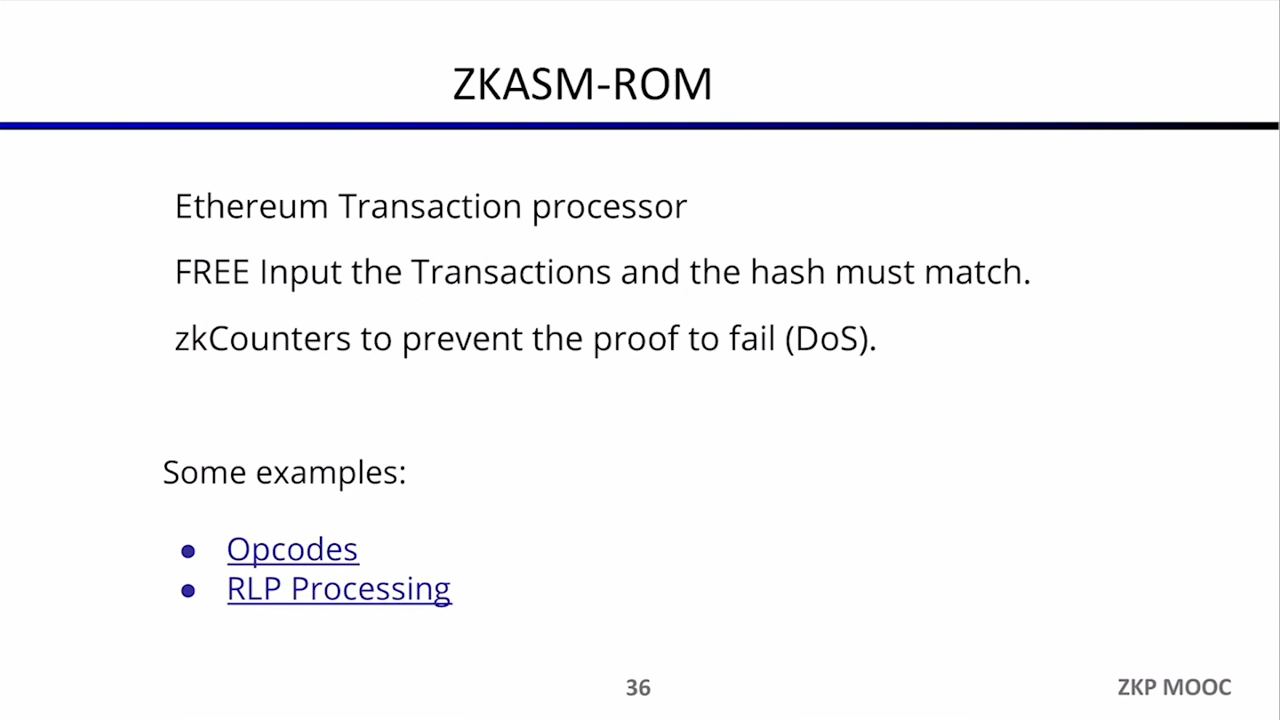 ZKASM-ROM
Ethereum Transaction processor
FREE Input the Transactions and the hash must match.
zkCounters to prevent the proof to fail (DoS).
Some examples:
● Opcodes
● RLP Processing
36
ZKP MOOC